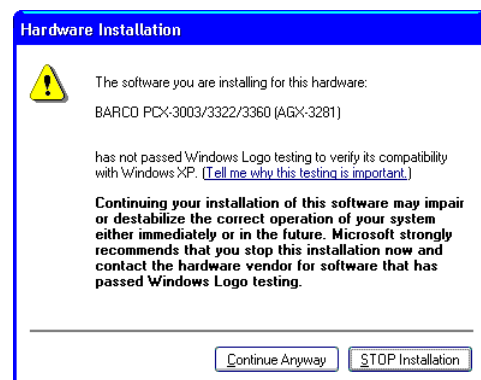 Hardware Installation
The software you are installing for this hardware:
BARCO PCX-3003/3322/3360 (AGX-3281)
has not passed Windows Logo testing to verify its compatibility
with Windows XP. (Tell me why this testing is important.)
Continuing your installation of this software may impair
or destabilize the correct operation of your system
either immediately or in the future. Microsoft strongly
recommends that you stop this installation now and
contact the hardware vendor for software that has
passed Windows Logo testing.
Continue Anyway STOP Installation